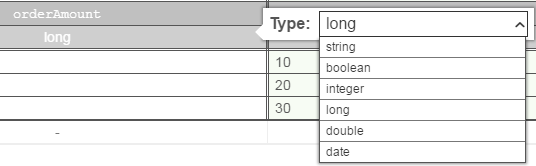 orderAmount
long
Type: long
string
boolean
10
integer
20
long
30
double
-
date